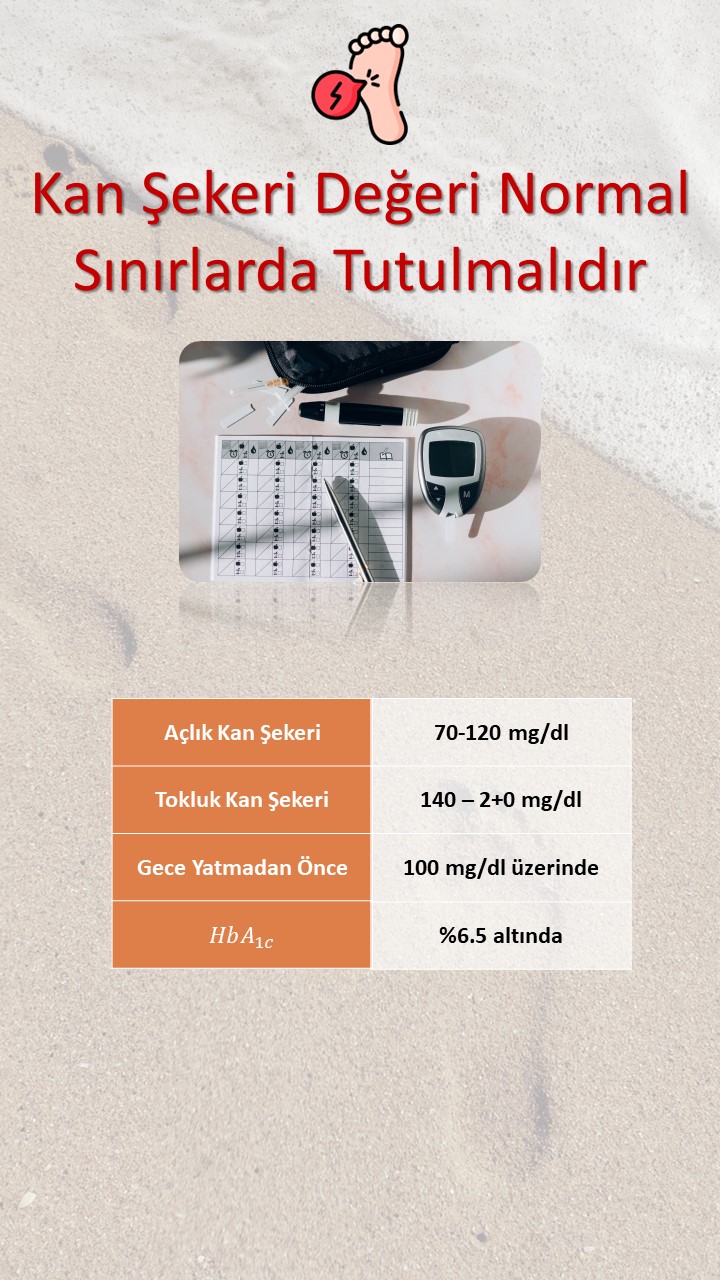 Kan Şekeri Değeri Normal
Sınırlarda Tutulmalıdır
M
Açlık Kan Şekeri 70-120 mg/dl
Tokluk Kan Şekeri 140 – 2+0 mg/dl
Gece Yatmadan Önce 100 mg/dl üzerinde
HbA₁c %6.5 altında